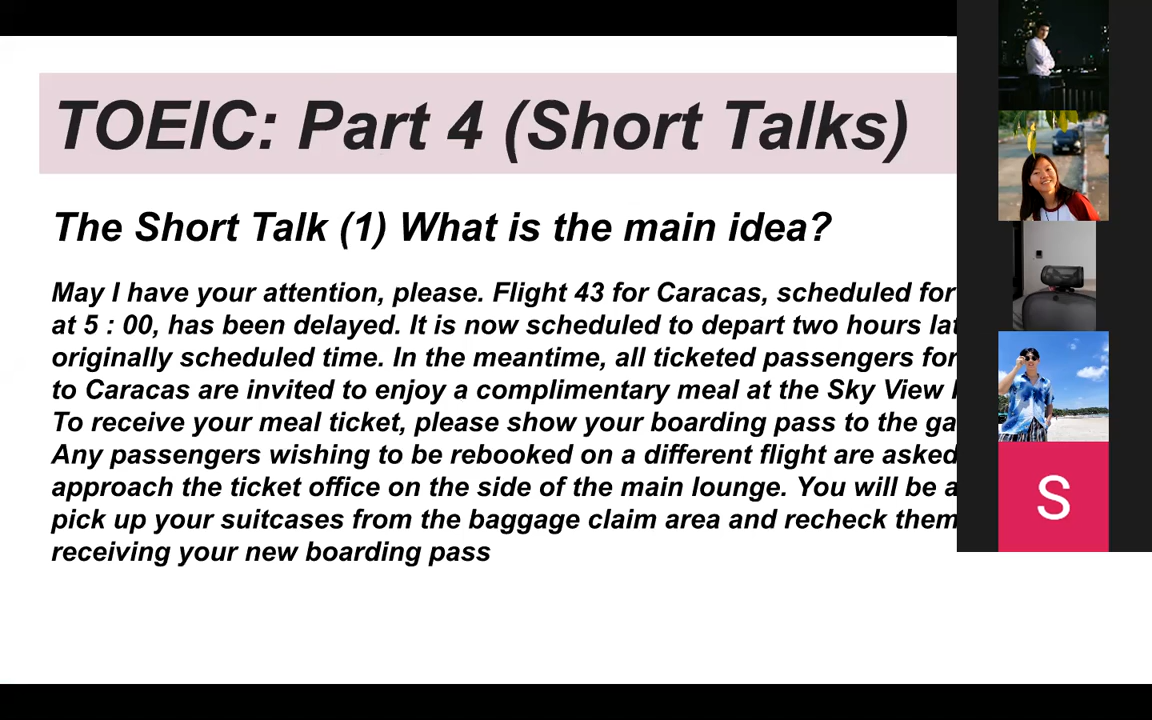 TOEIC: Part 4 (Short Talks)
The Short Talk (1) What is the main idea?
May I have your attention, please. Flight 43 for Caracas, scheduled for
at 5 : 00, has been delayed. It is now scheduled to depart two hours
originally scheduled time. In the meantime, all ticketed passengers for
to Caracas are invited to enjoy a complimentary meal at the Sky View
To receive your meal ticket, please show your boarding pass to the
Any passengers wishing to be rebooked on a different flight are asked
approach the ticket office on the side of the main lounge. You will be
pick up your suitcases from the baggage claim area and recheck them
receiving your new boarding pass
S